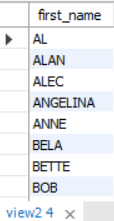 first_name
AL
ALAN
ALEC
ANGELINA
ANNE
BELA
BETTE
BOB
view2 4